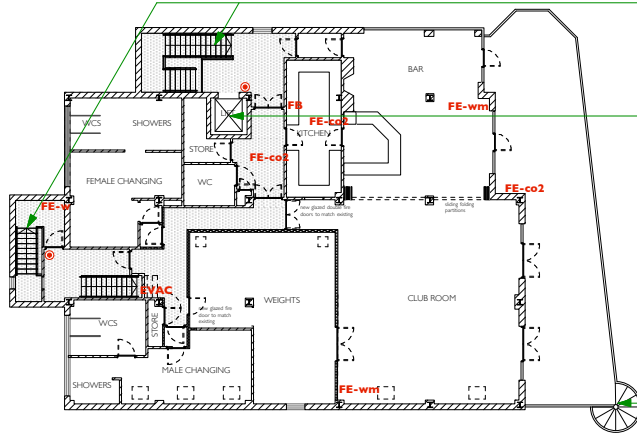 BAR
FB
FE-wm
LIFT
WCS
SHOWERS
FE-co2
KITCHEN
STORE
FE-co2
FEMALE CHANGING
WC
FE-co2
FE-w
new glazed double fire
doors to match existing
sliding folding
partitions
EVAC
WEIGHTS
CLUB ROOM
new glazed fire
door to match
existing
WCS
STORE
MALE CHANGING
SHOWERS
FE-wm